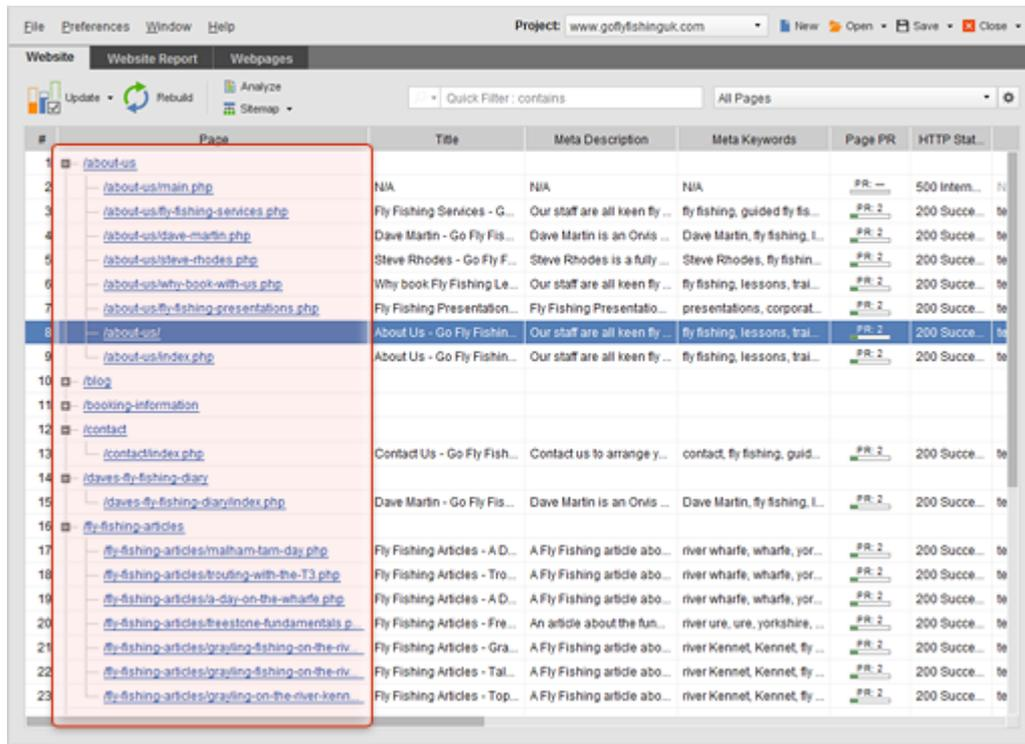 File Preferences Window Help Project: www.goflyfishinguk.com New Open Save Close
Website Website Report Webpages
Update Rebuild Analyze Quick Filter : contains All Pages
Sitemap
# Page Title Meta Description Meta Keywords Page PR HTTP Stat...
1 /about-us
2 /about-us/main.php N/A N/A N/A PR: — 500 Intern...
3 /about-us/fly-fishing-services.php Fly Fishing Services - G... Our staff are all keen fly ... fly fishing, guided fly fis... PR: 2 200 Succe... te
4 /about-us/dave-martin.php Dave Martin - Go Fly Fis... Dave Martin is an Orvis ... Dave Martin, fly fishing, I... PR: 2 200 Succe... te
5 /about-us/steve-rhodes.php Steve Rhodes - Go Fly F... Steve Rhodes is a fully ... Steve Rhodes, fly fishin... PR: 2 200 Succe... te
6 /about-us/why-book-with-us.php Why book Fly Fishing Le... Our staff are all keen fly ... fly fishing, lessons, trai... PR: 2 200 Succe... te
7 /about-us/fly-fishing-presentations.php Fly Fishing Presentation... Fly Fishing Presentatio... presentations, corporat... PR: 2 200 Succe... te
8 /about-us/ About Us - Go Fly Fishin... Our staff are all keen fly ... fly fishing, lessons, trai... PR: 2 200 Succe... te
9 /about-us/index.php About Us - Go Fly Fishin... Our staff are all keen fly ... fly fishing, lessons, trai... PR: 2 200 Succe... te
10 /blog
11 /booking-information
12 /contact
13 /contact/index.php Contact Us - Go Fly Fish... Contact us to arrange y... contact, fly fishing, guid... PR: 2 200 Succe... te
14 /daves-fly-fishing-diary
15 /daves-fly-fishing-diary/index.php Dave Martin - Go Fly Fis... Dave Martin is an Orvis ... Dave Martin, fly fishing, I... PR: 2 200 Succe... te
16 /fly-fishing-articles
17 /fly-fishing-articles/malham-tarn-day.php Fly Fishing Articles - A D... A Fly Fishing article abo... river wharfe, wharfe, yor... PR: 2 200 Succe... te
18 /fly-fishing-articles/trouting-with-the-T3.php Fly Fishing Articles - Tro... A Fly Fishing article abo... river wharfe, wharfe, yor... PR: 2 200 Succe... te
19 /fly-fishing-articles/a-day-on-the-wharfe.php Fly Fishing Articles - A D... A Fly Fishing article abo... river wharfe, wharfe, yor... PR: 2 200 Succe... te
20 /fly-fishing-articles/freestone-fundamentals.p... Fly Fishing Articles - Fre... An article about the fun... river ure, ure, yorkshire, ... PR: 2 200 Succe... te
21 /fly-fishing-articles/grayling-fishing-on-the-riv... Fly Fishing Articles - Gra... A Fly Fishing article abo... river Kennet, Kennet, fly ... PR: 2 200 Succe... te
22 /fly-fishing-articles/grayling-fishing-on-the-riv... Fly Fishing Articles - Tal... A Fly Fishing article abo... river Kennet, Kennet, fly ... PR: 2 200 Succe... te
23 /fly-fishing-articles/grayling-on-the-river-kenn... Fly Fishing Articles - Top... A Fly Fishing article abo... river Kennet, Kennet, fly ... PR: 2 200 Succe... te